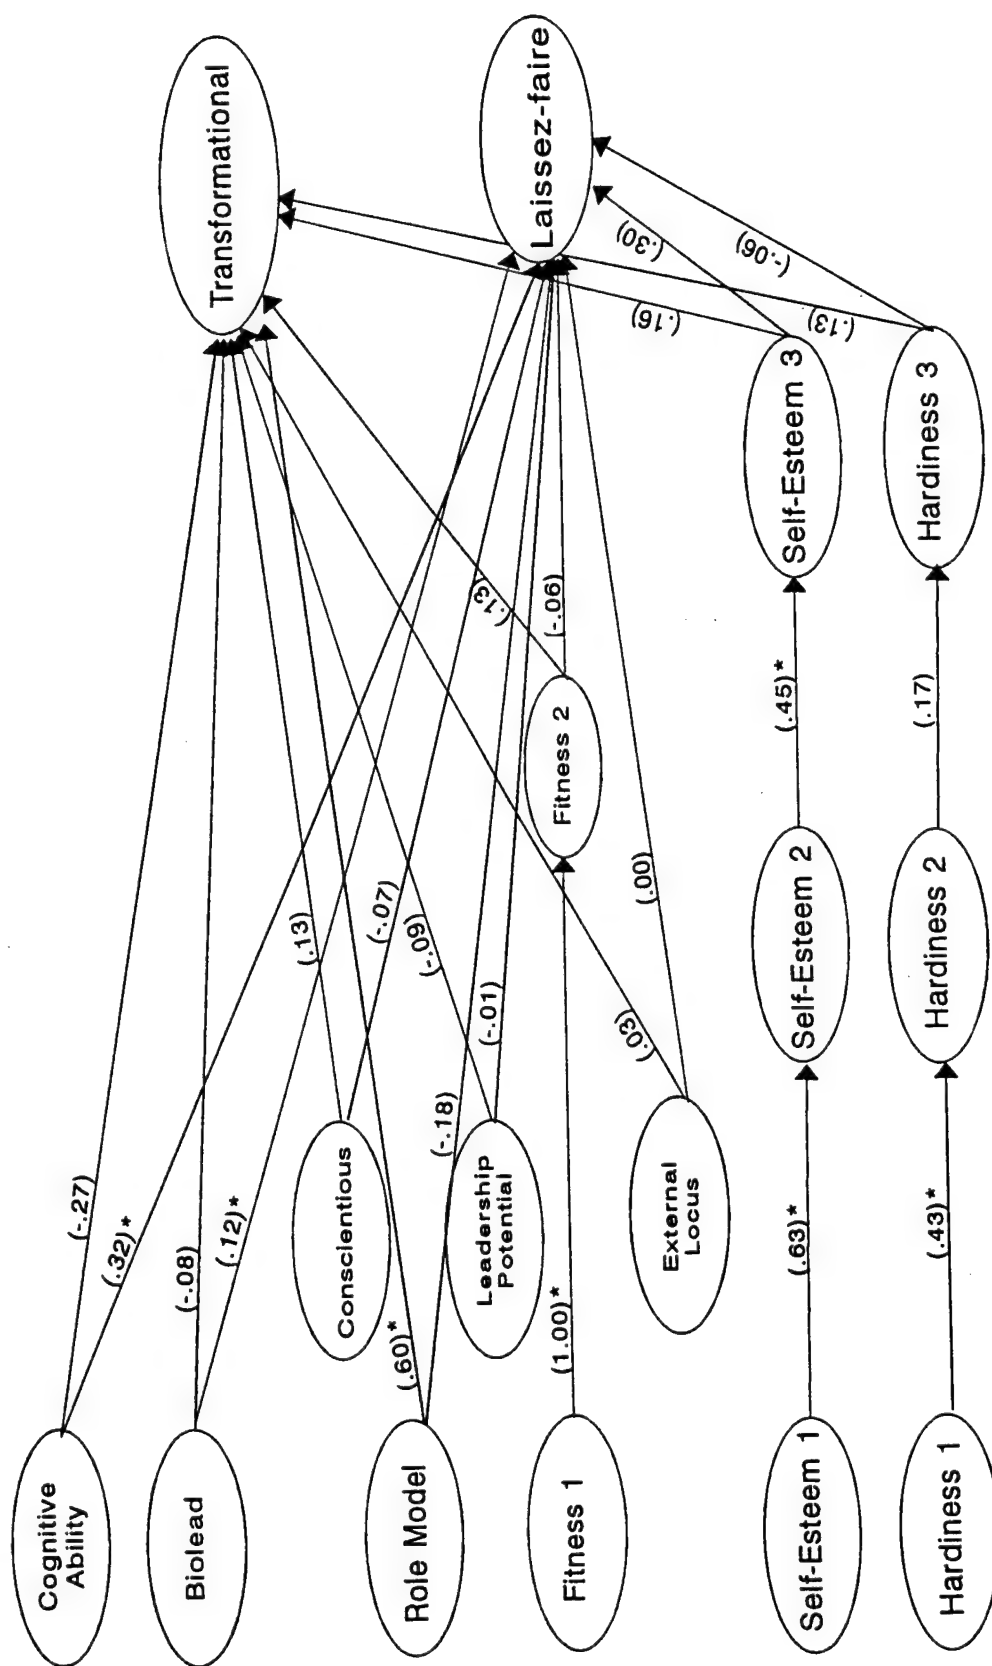 Cognitive
Ability
Biolead
Role Model
Fitness 1
Self-Esteem 1
Hardiness 1
(-.27)
(.32)*
(-.08)
(.12)*
(.60)*
(-.18)
(1.00)*
(.63)*
(.43)*
Conscientious
Leadership
Potential
External
Locus
(.13)
(-.07)
(-.09)
(-.01)
(.03)
(.00)
Self-Esteem 2
Hardiness 2
Fitness 2
(.13)
(-.06)
(.45)*
(.17)
Self-Esteem 3
Hardiness 3
(.16)
(.30)
(.13)
(-.06)
Transformational
Laissez-faire